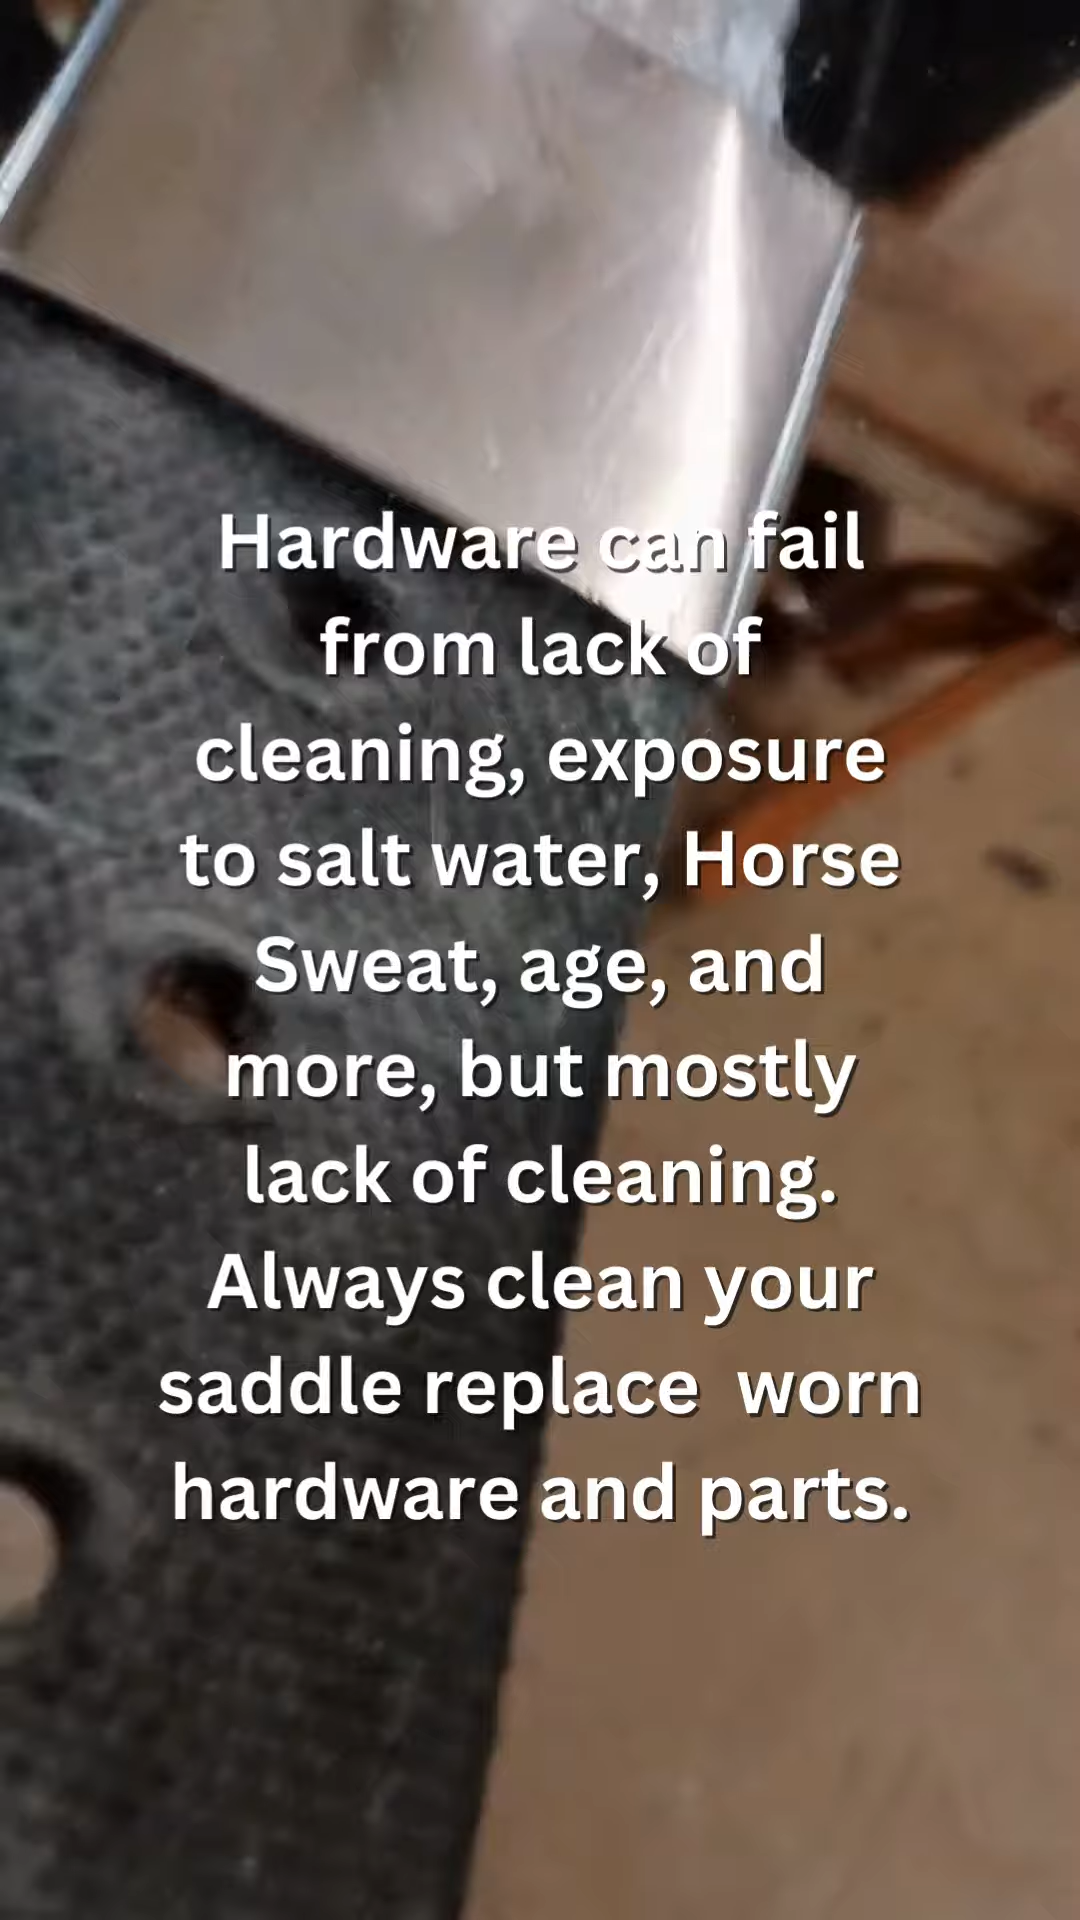 Hardware can fail
from lack of
cleaning, exposure
to salt water, Horse
Sweat, age, and
more, but mostly
lack of cleaning.
Always clean your
saddle replace  worn
hardware and parts.